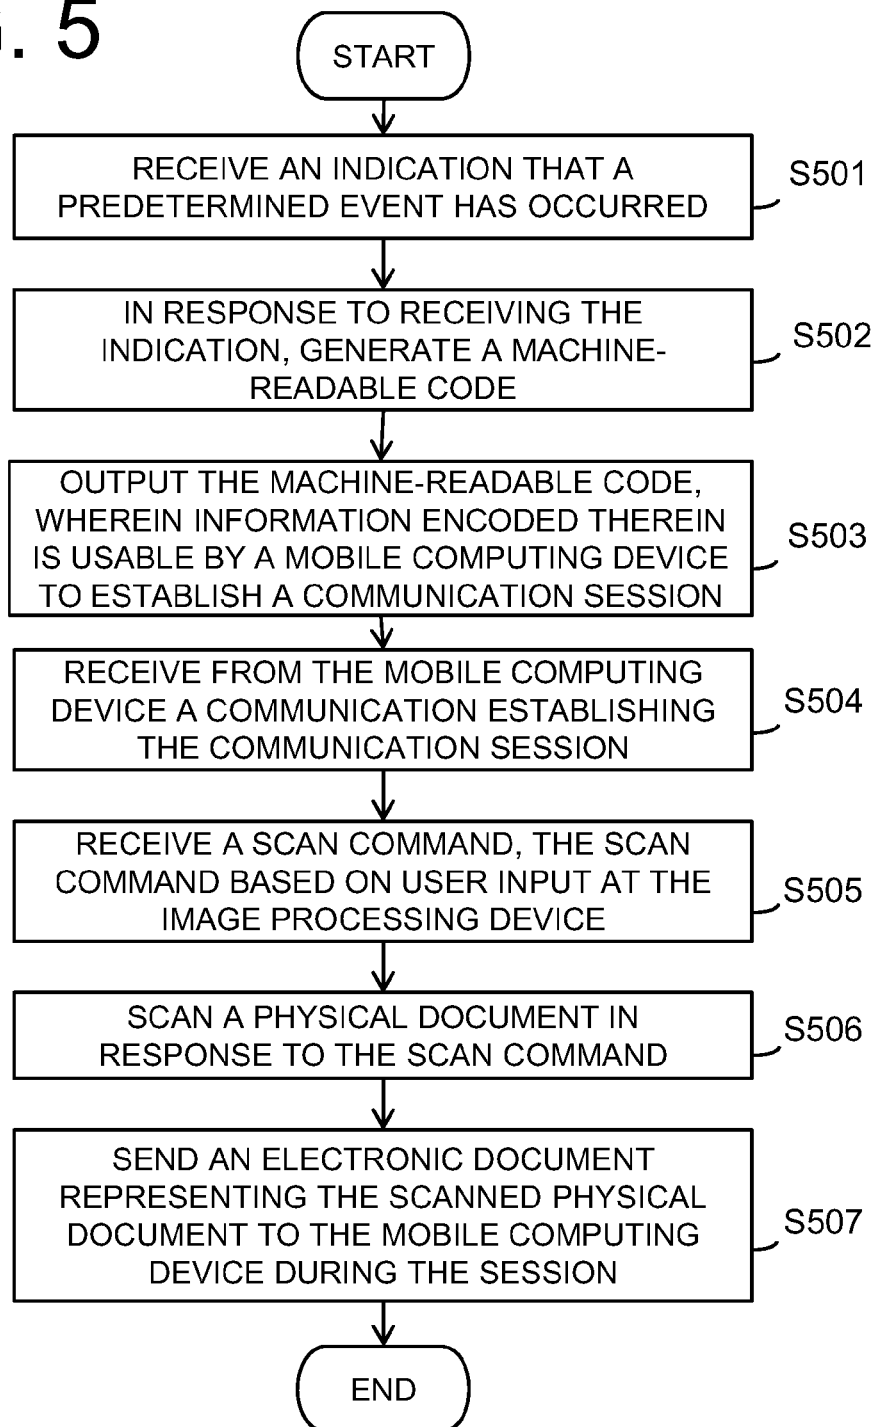 . 5
START
RECEIVE AN INDICATION THAT A
PREDETERMINED EVENT HAS OCCURRED
S501
IN RESPONSE TO RECEIVING THE
INDICATION, GENERATE A MACHINE-
READABLE CODE
S502
OUTPUT THE MACHINE-READABLE CODE,
WHEREIN INFORMATION ENCODED THEREIN
IS USABLE BY A MOBILE COMPUTING DEVICE
TO ESTABLISH A COMMUNICATION SESSION
S503
RECEIVE FROM THE MOBILE COMPUTING
DEVICE A COMMUNICATION ESTABLISHING
THE COMMUNICATION SESSION
S504
RECEIVE A SCAN COMMAND, THE SCAN
COMMAND BASED ON USER INPUT AT THE
IMAGE PROCESSING DEVICE
S505
SCAN A PHYSICAL DOCUMENT IN
RESPONSE TO THE SCAN COMMAND
S506
SEND AN ELECTRONIC DOCUMENT
REPRESENTING THE SCANNED PHYSICAL
DOCUMENT TO THE MOBILE COMPUTING
DEVICE DURING THE SESSION
S507
END